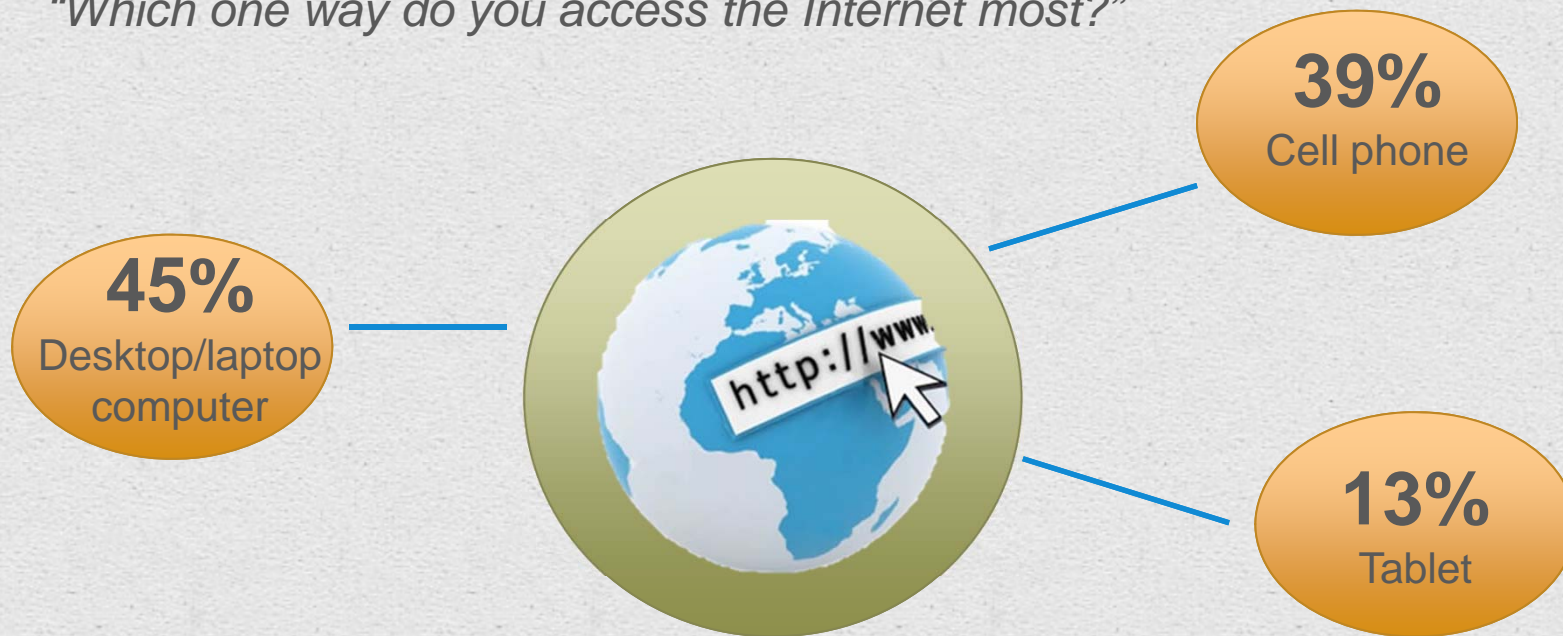 “Which one way do you access the Internet most?”
39%
Cell phone
45%
Desktop/laptop
computer
http://www.
13%
Tablet